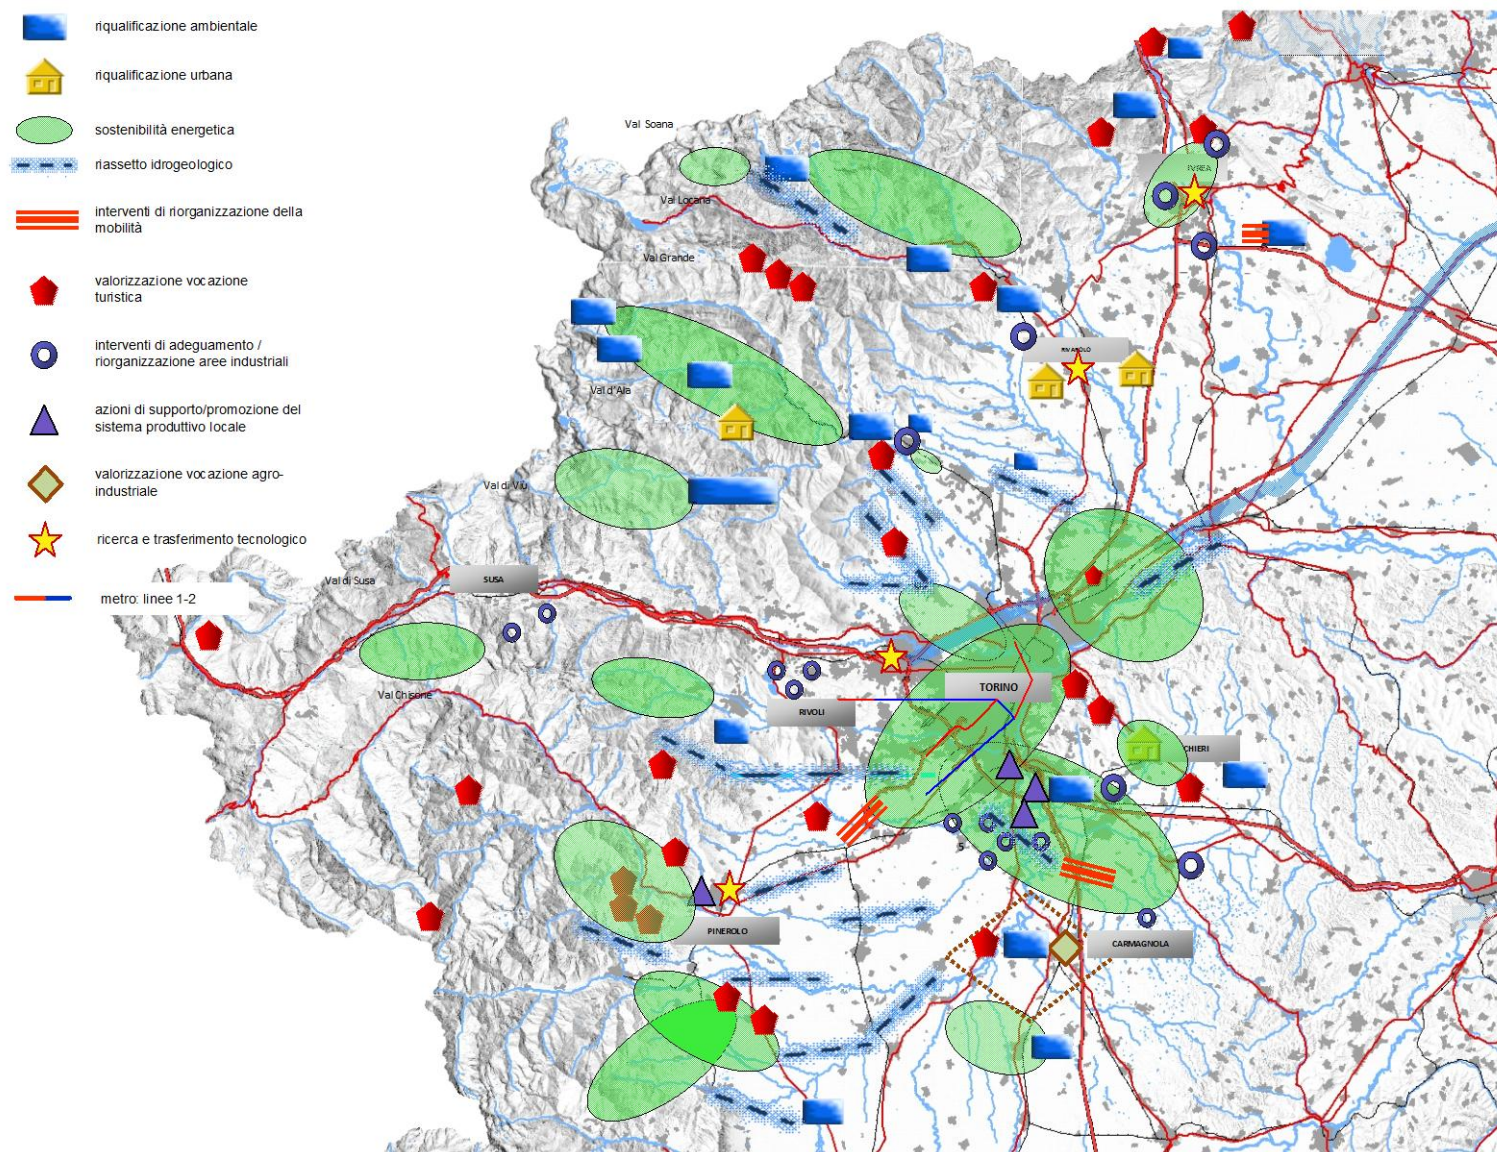 riqualificazione ambientale
riqualificazione urbana
sostenibilità energetica
riassetto idrogeologico
interventi di riorganizzazione della
mobilità
valorizzazione vocazione
turistica
interventi di adeguamento /
riorganizzazione aree industriali
azioni di supporto/promozione del
sistema produttivo locale
valorizzazione vocazione agro-
industriale
ricerca e trasferimento tecnologico
metro: linee 1-2
Val Soana
IVREA
Val Locana
Val Grande
RIVAROLO
Val d'Ala
Val di Viù
Val di Susa
SUSA
Val Chisone
TORINO
RIVOLI
CHIERI
5
PINEROLO
CARMAGNOLA